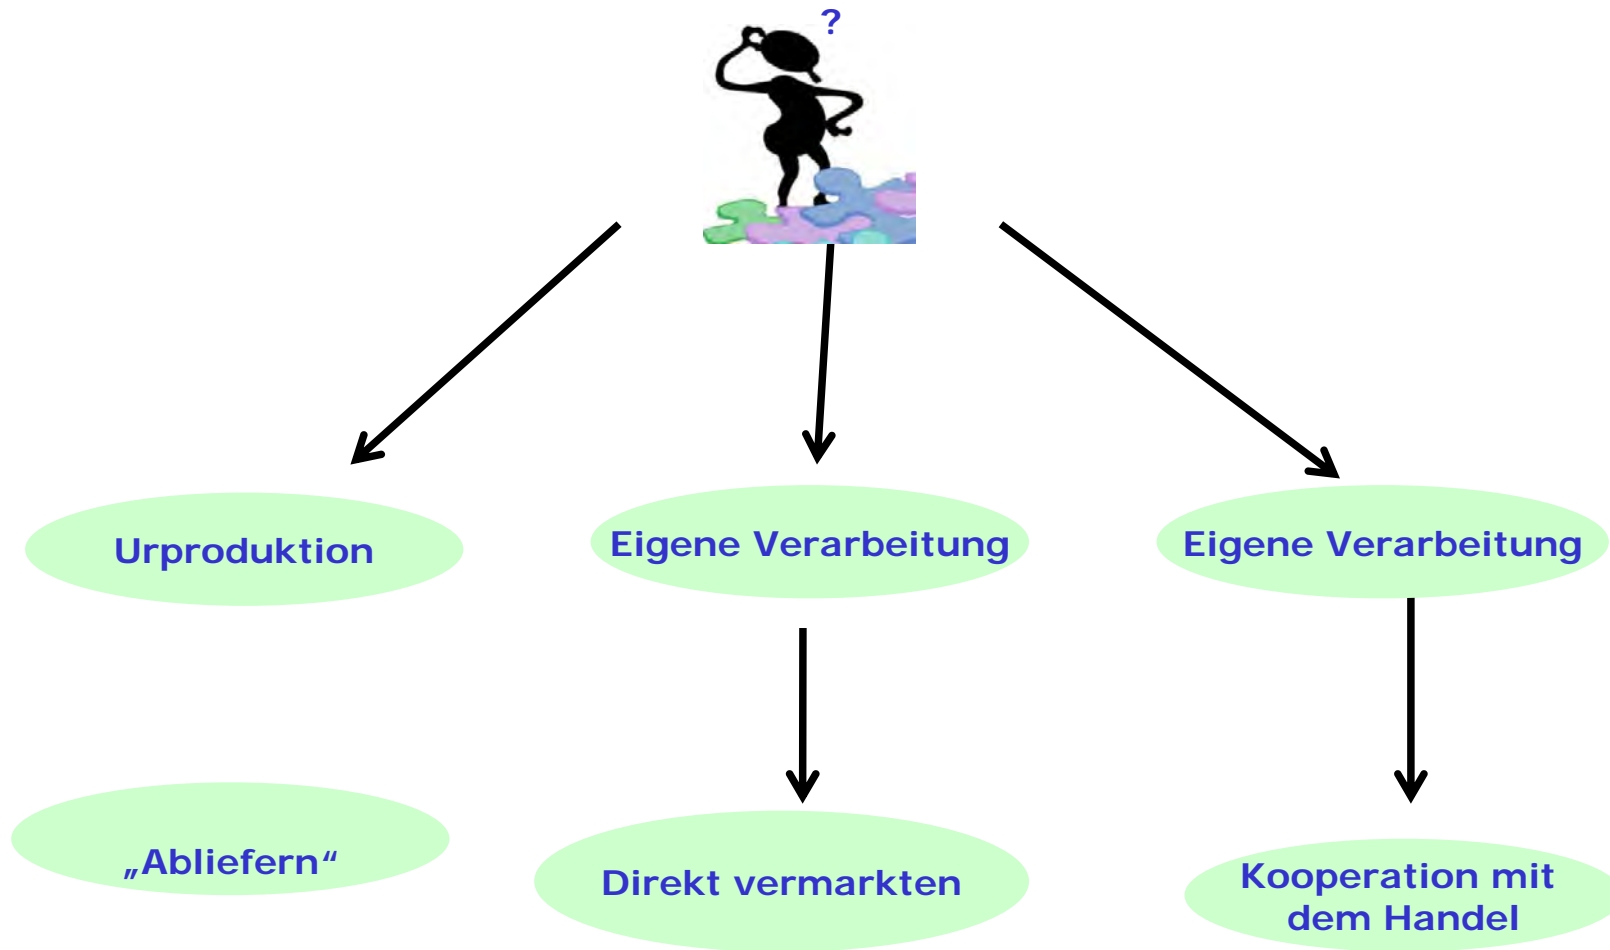 ?
Urproduktion
Eigene Verarbeitung
Eigene Verarbeitung
„Abliefern“
Direkt vermarkten
Kooperation mit
dem Handel